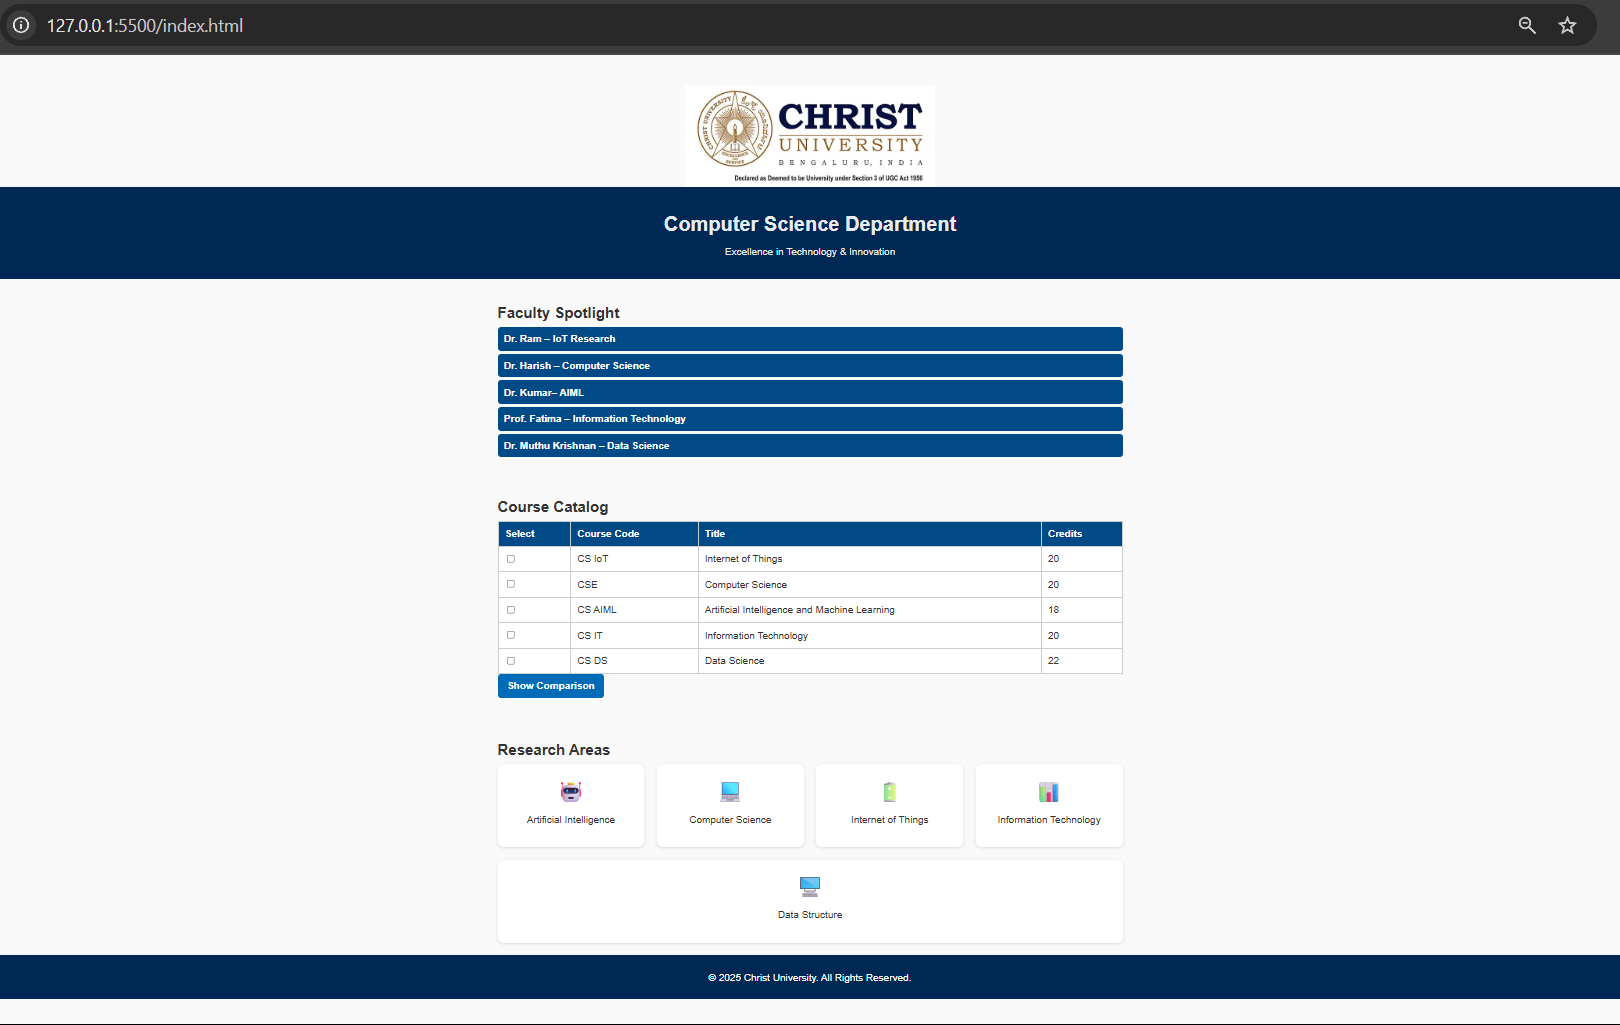 127.0.0.1:5500/index.html
CHRIST
UNIVERSITY
BENGALURU, INDIA
Declared as Deemed to be University under Section 3 of UGC Act 1956
CHRIST UNIVERSITY
EXCELLENCE AND SERVICE
Computer Science Department
Excellence in Technology & Innovation
Faculty Spotlight
Dr. Ram – IoT Research
Dr. Harish – Computer Science
Dr. Kumar– AIML
Prof. Fatima – Information Technology
Dr. Muthu Krishnan – Data Science
Course Catalog
Select Course Code Title Credits
CS IoT Internet of Things 20
CSE Computer Science 20
CS AIML Artificial Intelligence and Machine Learning 18
CS IT Information Technology 20
CS DS Data Science 22
Show Comparison
Research Areas
Artificial Intelligence Computer Science Internet of Things Information Technology
Data Structure
© 2025 Christ University. All Rights Reserved.